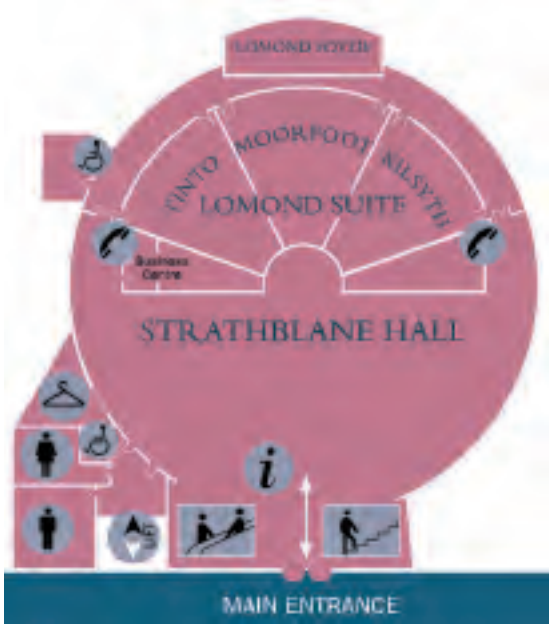 LOMOND FOYER
MOORFOOT
TINTO
KILSYTH
LOMOND SUITE
Business
Centre
STRATHBLANE HALL
i
MAIN ENTRANCE